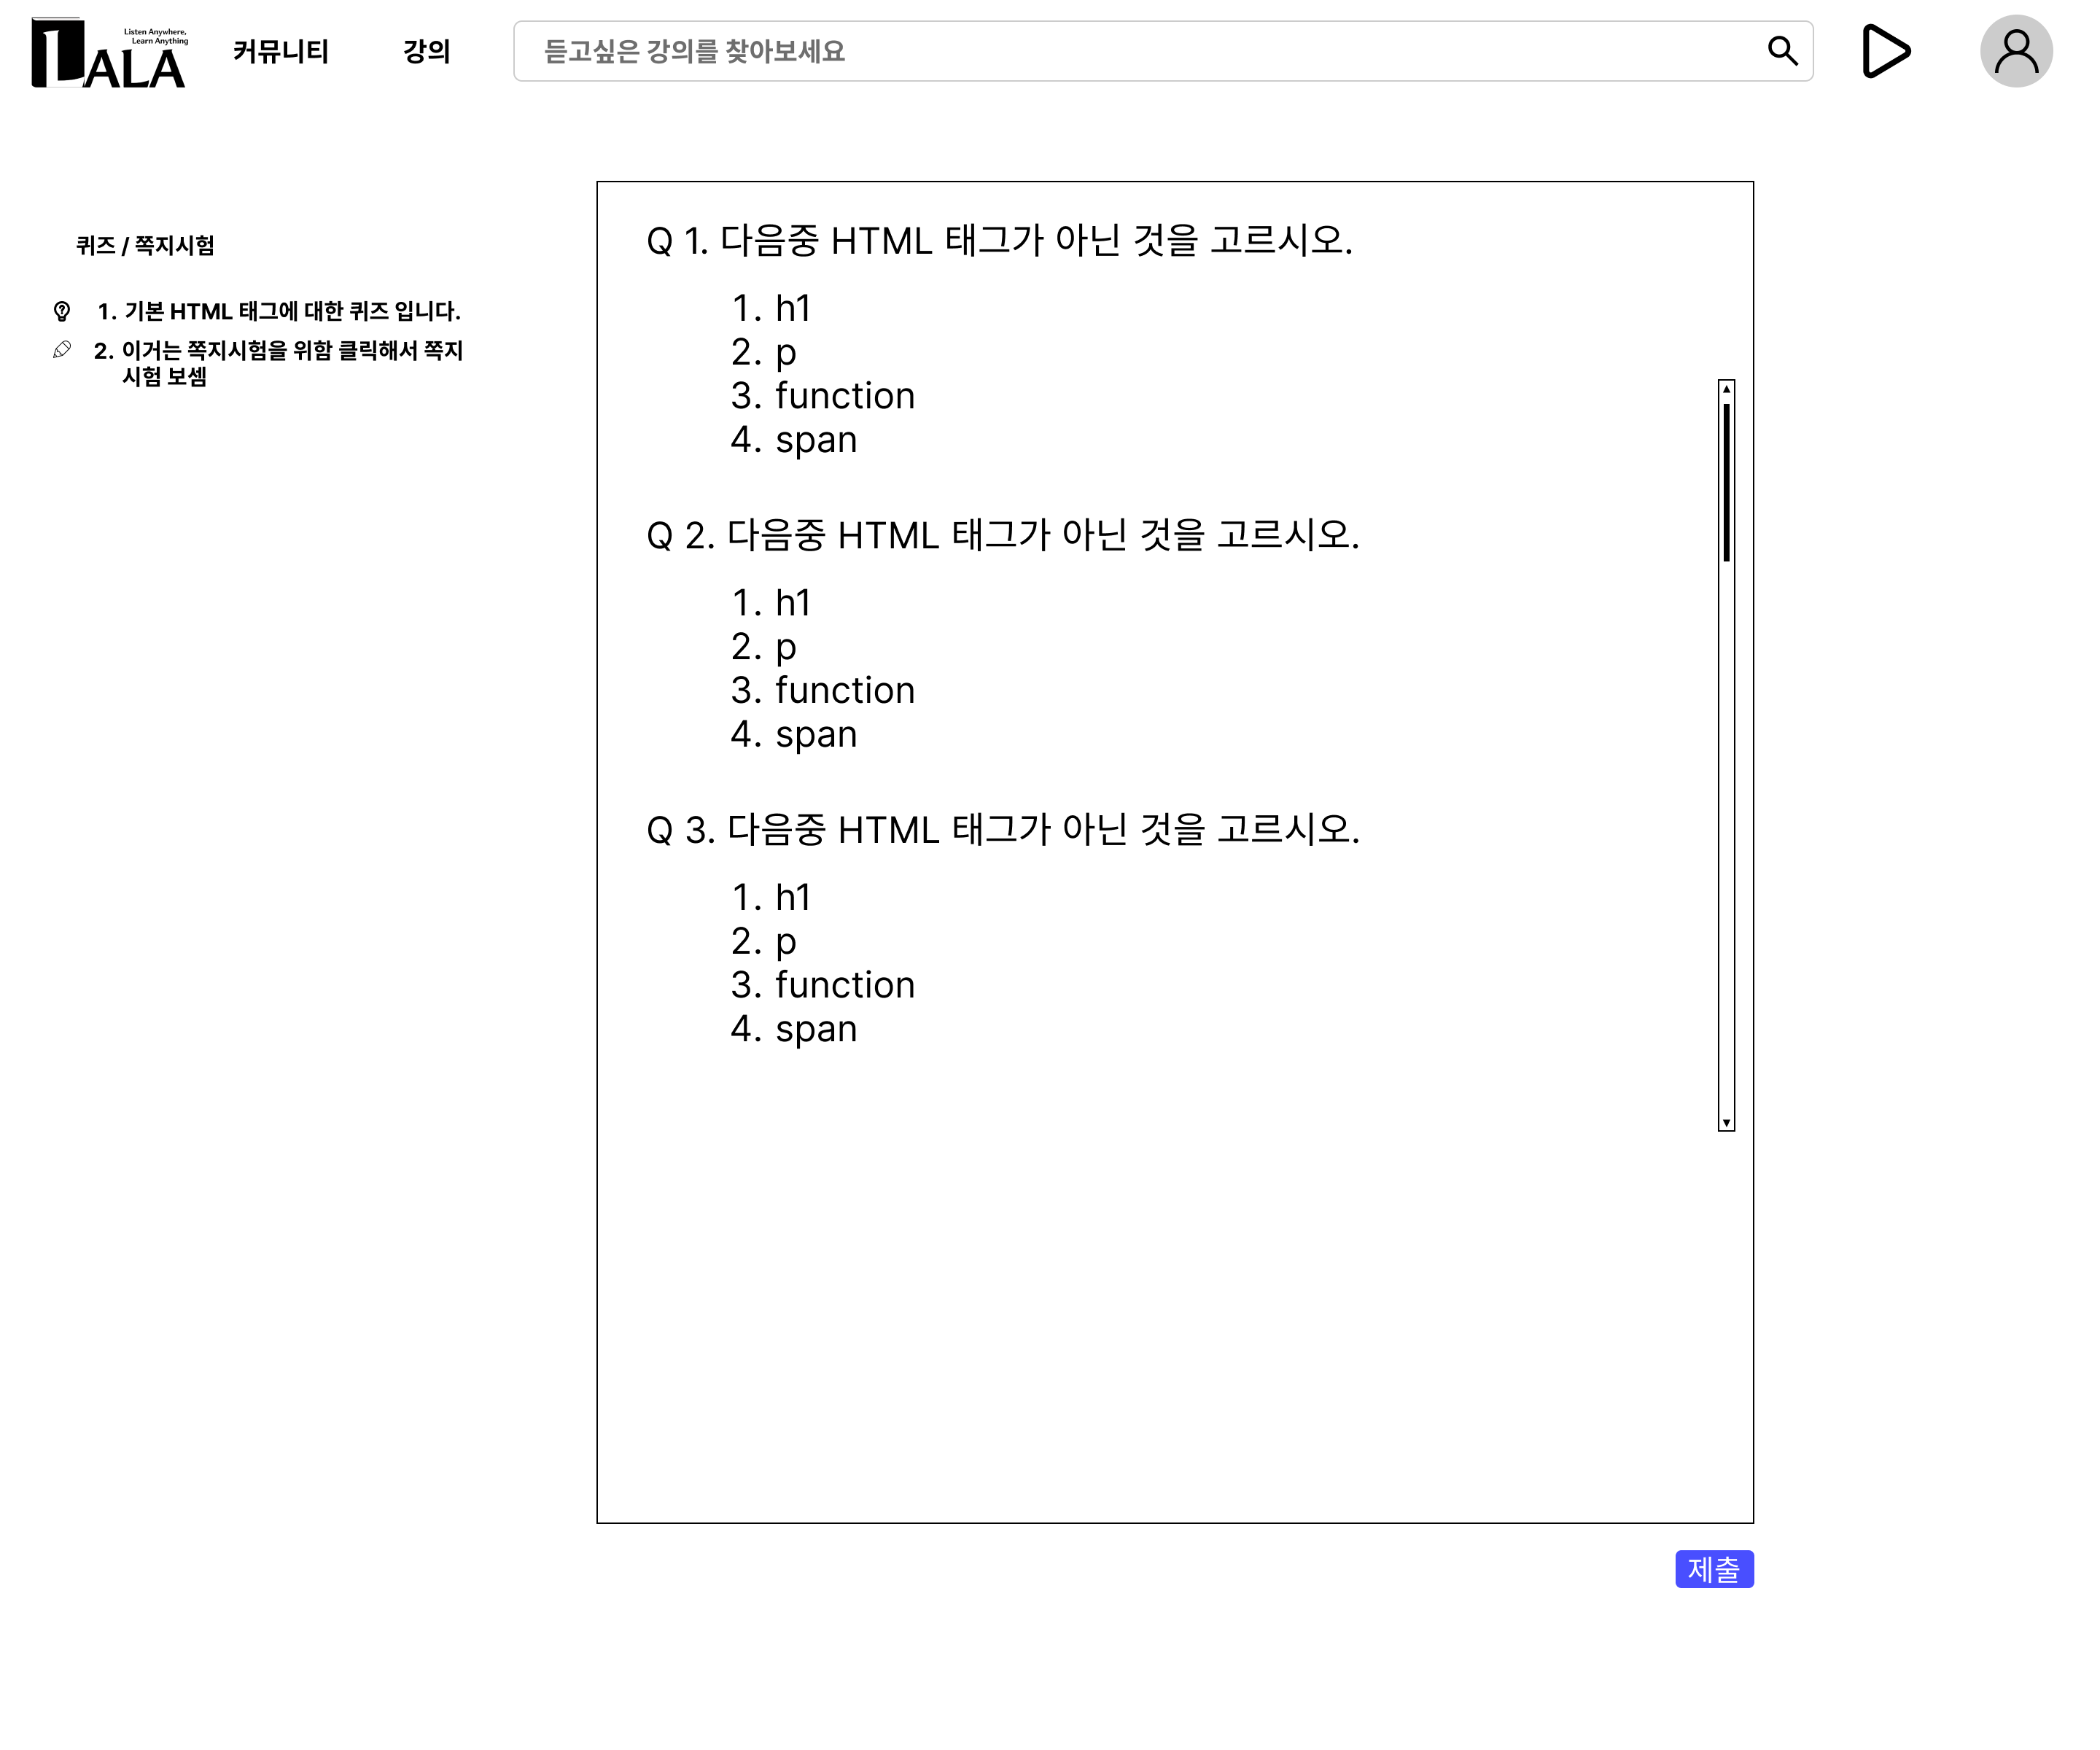 Listen Anywhere,
Learn Anything
LALA
커뮤니티
강의
듣고싶은 강의를 찾아보세요
퀴즈 / 쪽지시험
1. 기본 HTML 태그에 대한 퀴즈 입니다.
2. 이거는 쪽지시험을 위함 클릭해서 쪽지
시험 보셈
Q 1. 다음중 HTML 태그가 아닌 것을 고르시오.
1. h1
2. p
3. function
4. span
Q 2. 다음중 HTML 태그가 아닌 것을 고르시오.
1. h1
2. p
3. function
4. span
Q 3. 다음중 HTML 태그가 아닌 것을 고르시오.
1. h1
2. p
3. function
4. span
제출